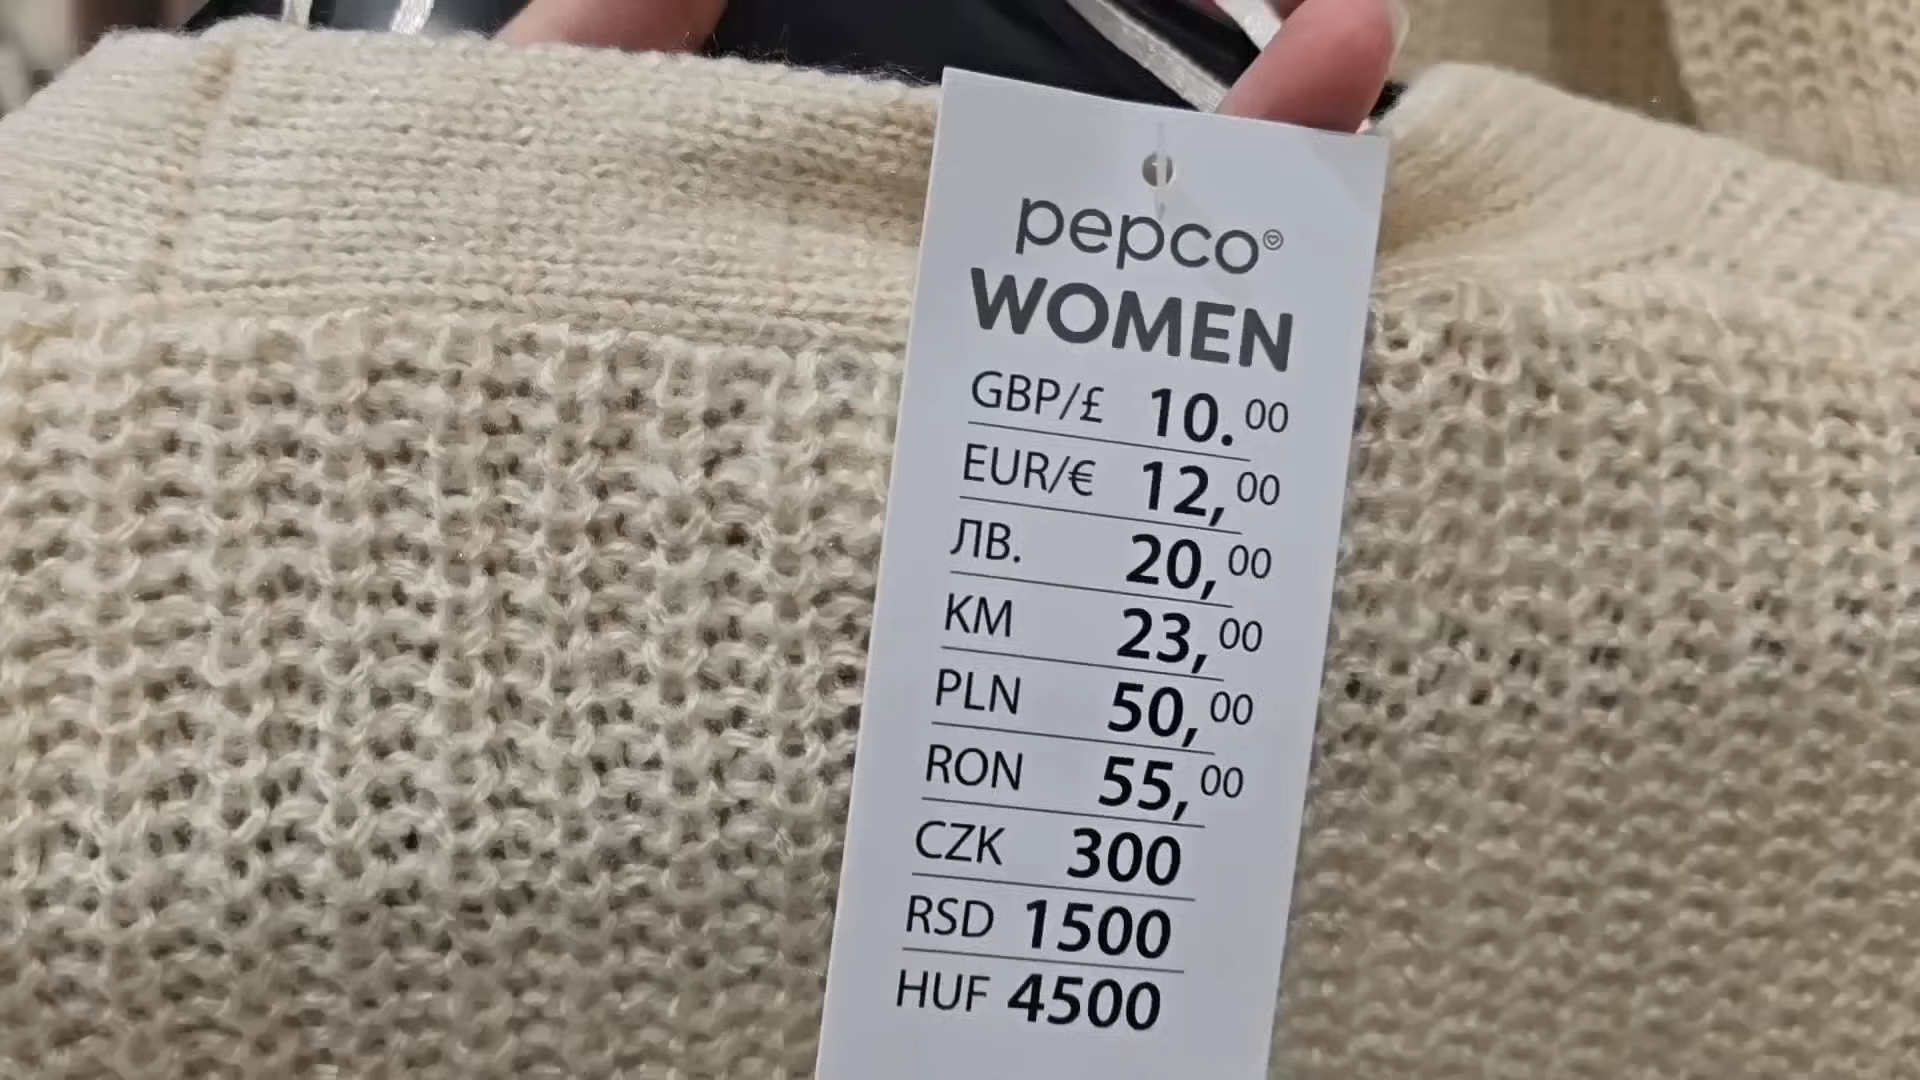 pepco
WOMEN
GBP/£ 10.00
EUR/€ 12,00
ЛВ. 20,00
KM 23,00
PLN 50,00
RON 55,00
CZK 300
RSD 1500
HUF 4500